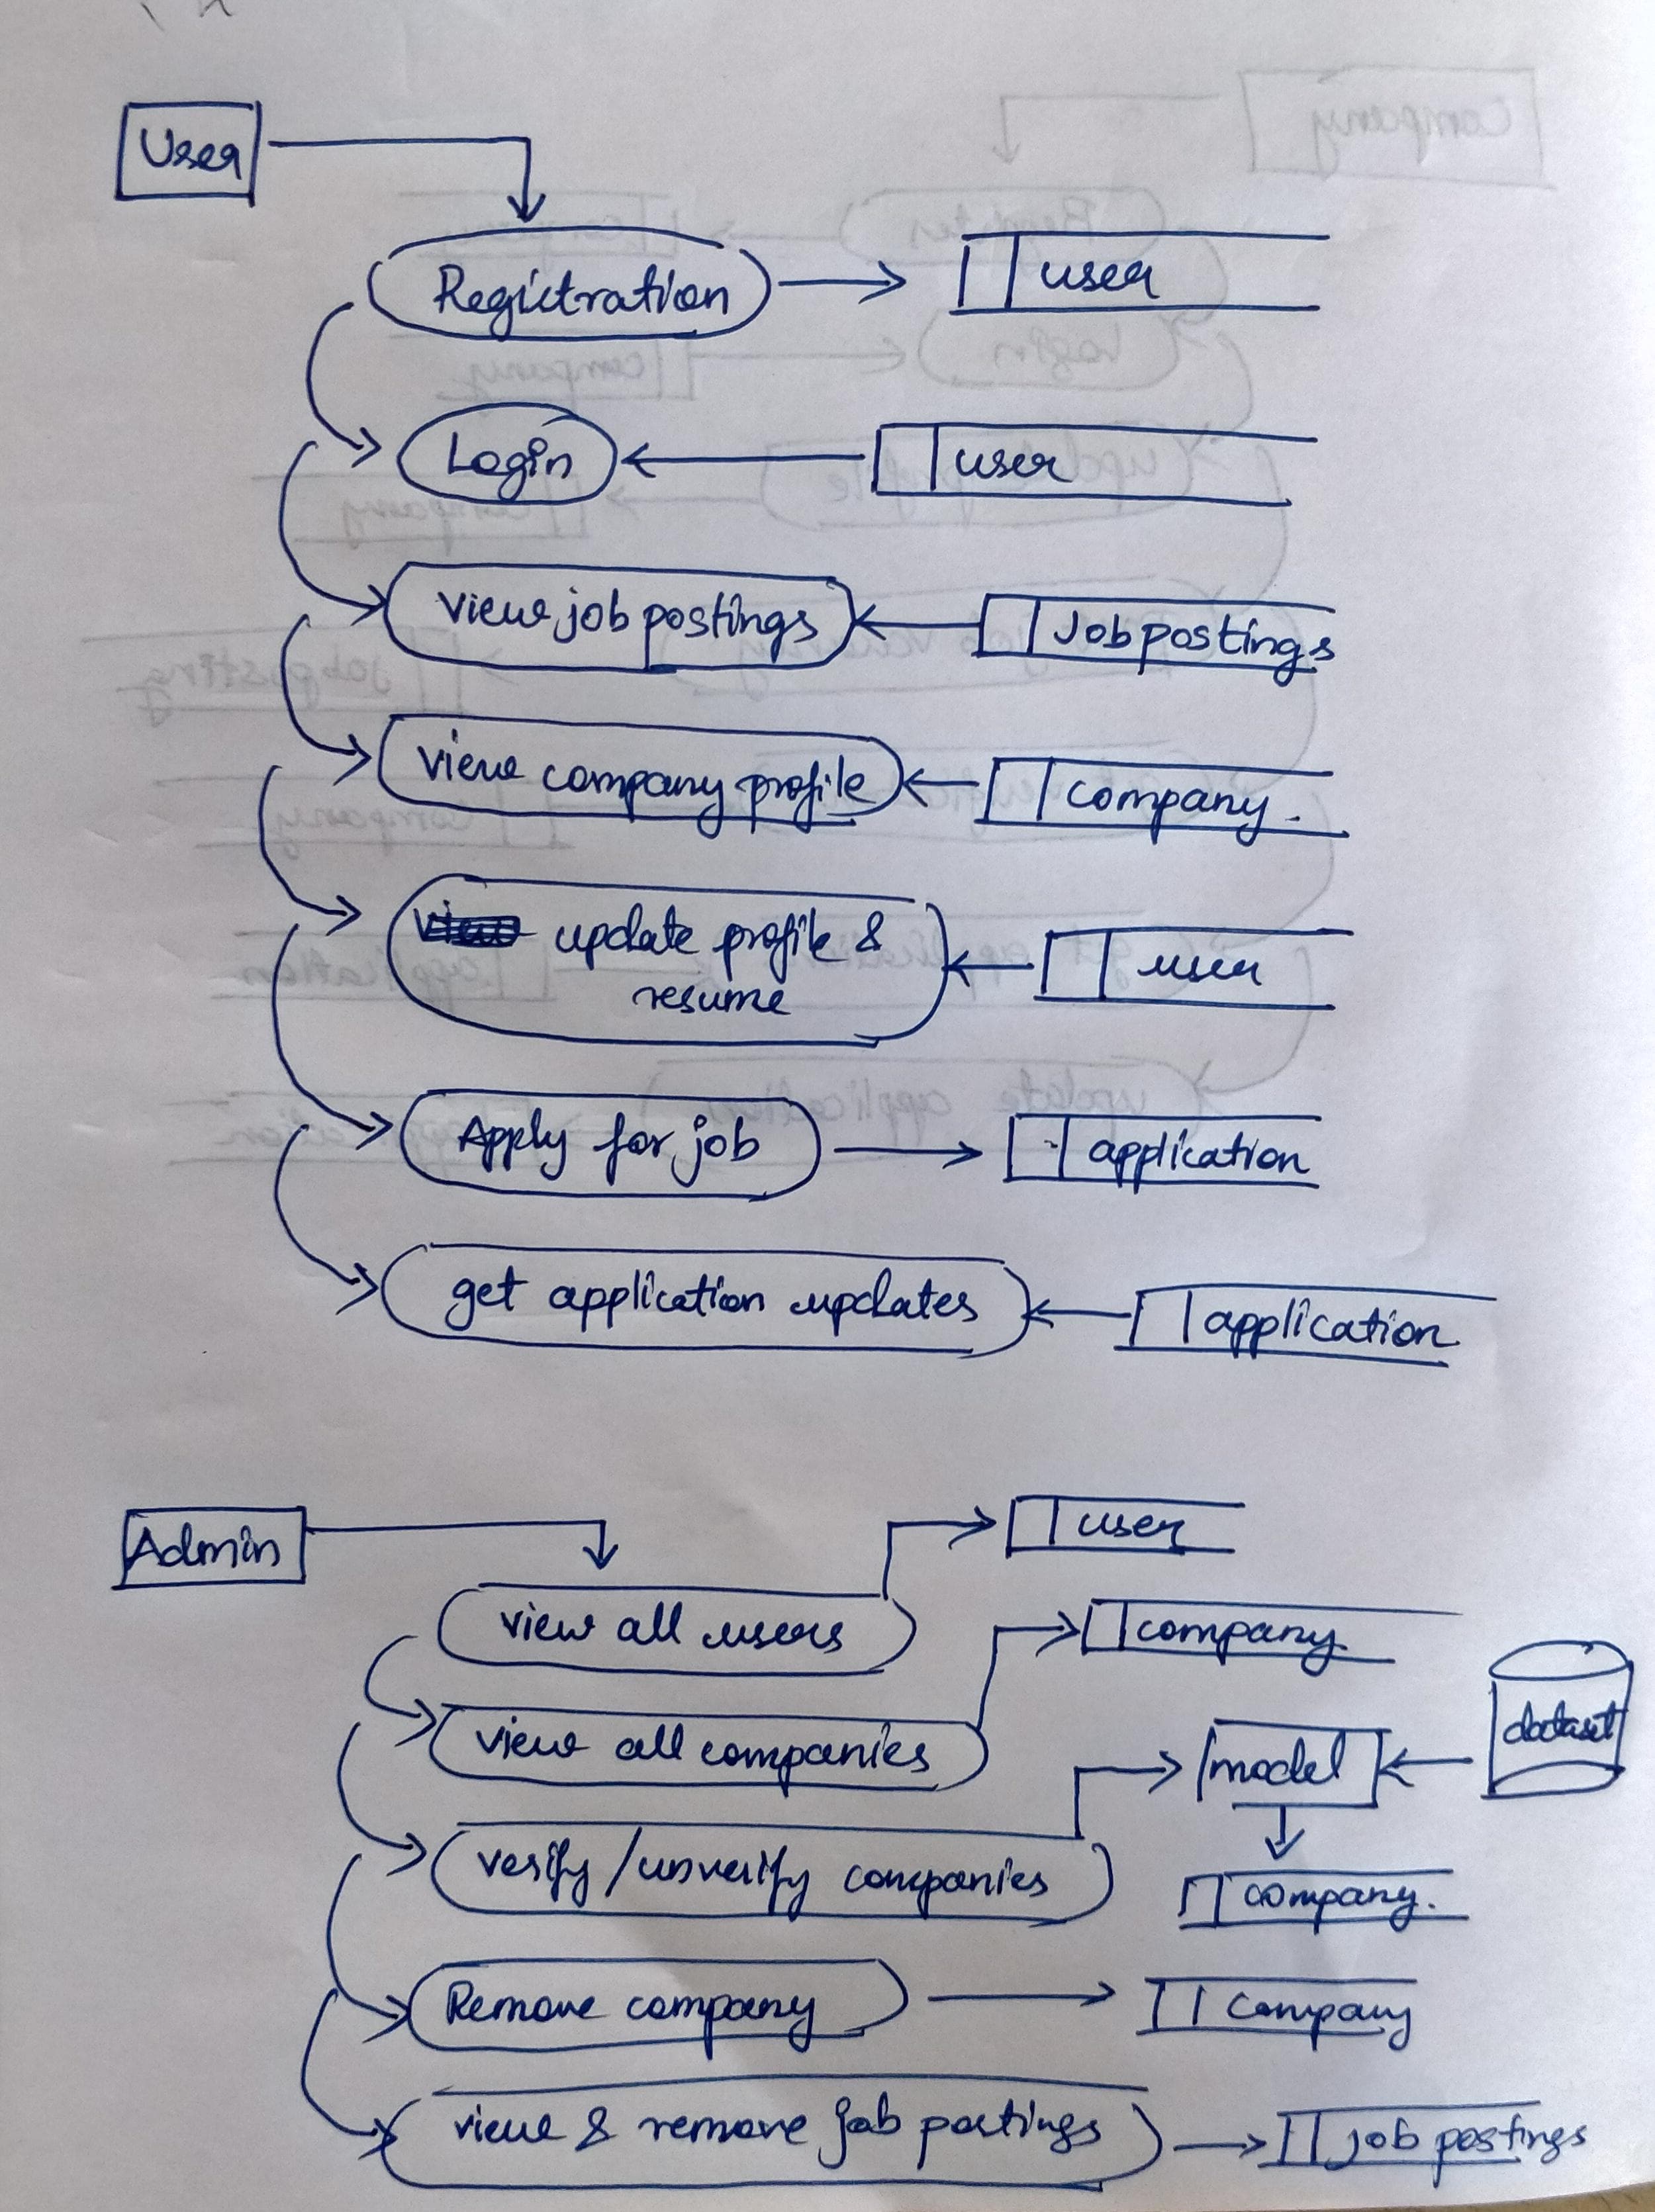 User
Registration
user
Login
user
view job postings
Job postings
view company profile
company.
update profile &
resume
user
Apply for job
application
get application updates
application
Admin
user
view all users
company
view all companies
dataset
model
verify/unverify companies
company.
Remove company
Company
view & remove job postings
job postings